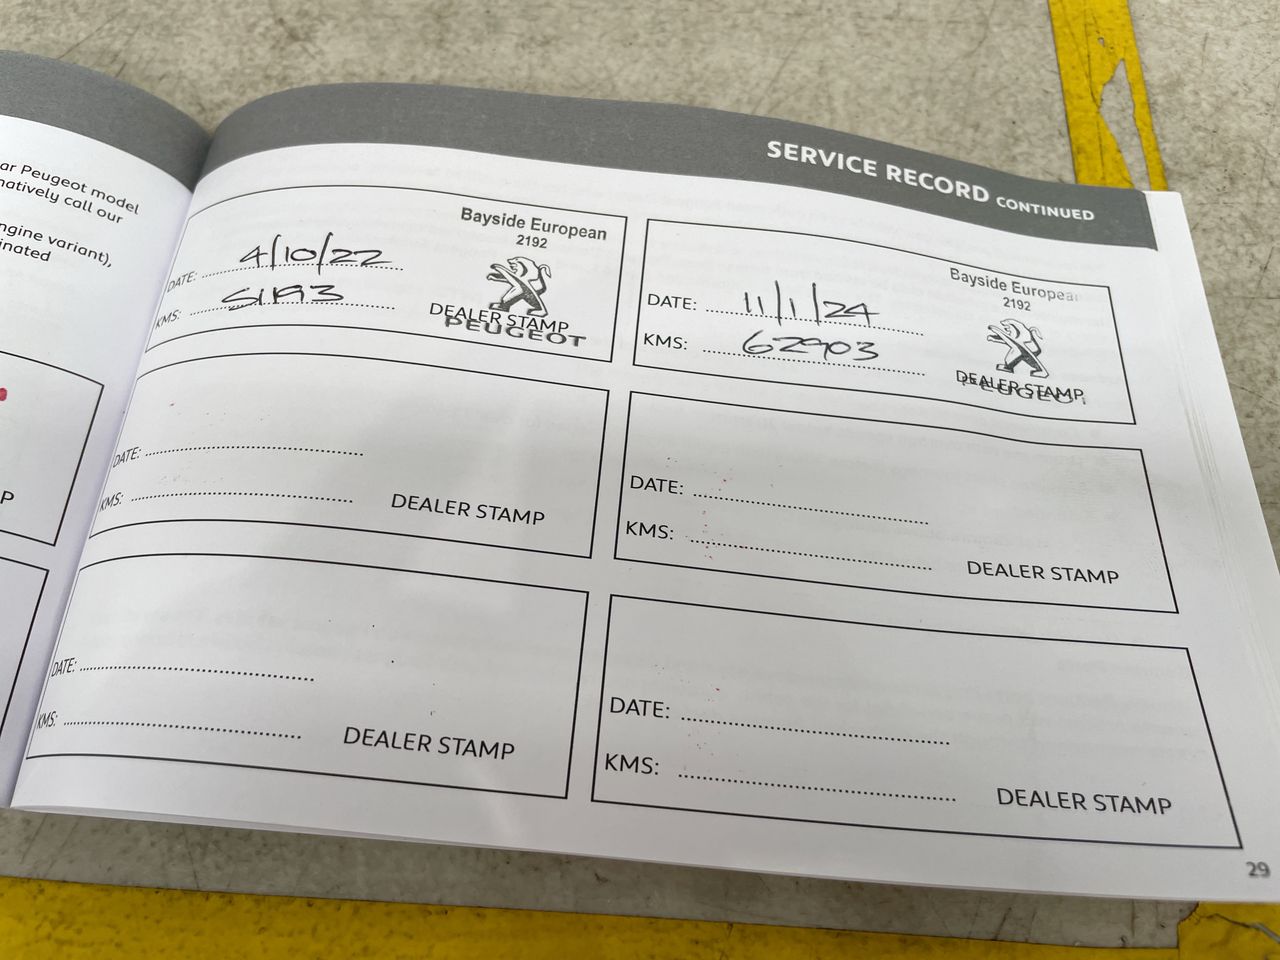 ar Peugeot model
natively call our
ngine variant),
inated
P
SERVICE RECORD CONTINUED
Bayside European
2192
DATE: 4/10/22
KMS: 51193
DEALER STAMP
PEUGEOT
Bayside European
2192
DATE: 11/1/24
KMS: 62903
DEALER STAMP
PEUGEOT
DATE:
KMS:
DEALER STAMP
DATE:
KMS:
DEALER STAMP
DATE:
KMS:
DEALER STAMP
DATE:
KMS:
DEALER STAMP
29